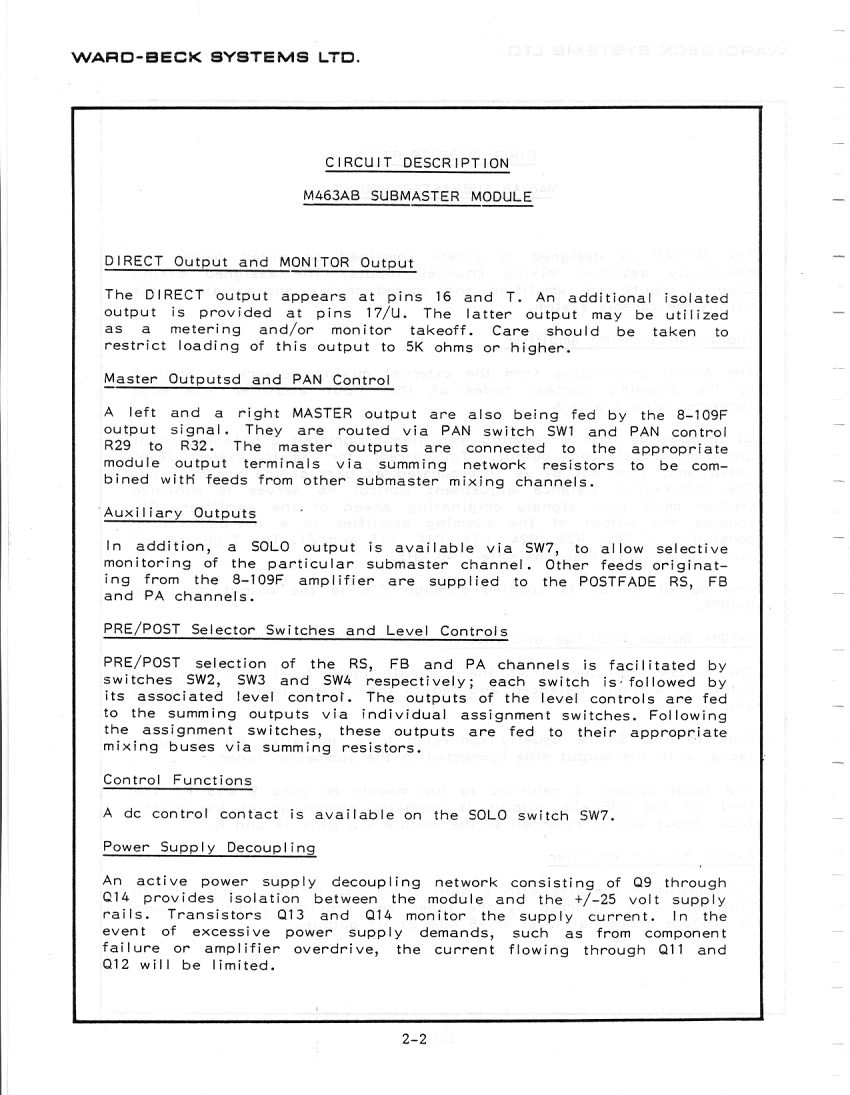 WARD-BECK SYSTEMS LTD.
CIRCUIT DESCRIPTION
M463AB SUBMASTER MODULE
DIRECT Output and MONITOR Output
The DIRECT output appears at pins 16 and T. An additional isolated
output is provided at pins 17/U. The latter output may be utilized
as a metering and/or monitor takeoff. Care should be taken to
restrict loading of this output to 5K ohms or higher.
Master Outputsd and PAN Control
A left and a right MASTER output are also being fed by the 8-109F
output signal. They are routed via PAN switch SW1 and PAN control
R29 to R32. The master outputs are connected to the appropriate
module output terminals via summing network resistors to be com-
bined with feeds from other submaster mixing channels.
Auxiliary Outputs
In addition, a SOLO output is available via SW7, to allow selective
monitoring of the particular submaster channel. Other feeds originat-
ing from the 8-109F amplifier are supplied to the POSTFADE RS, FB
and PA channels.
PRE/POST Selector Switches and Level Controls
PRE/POST selection of the RS, FB and PA channels is facilitated by
switches SW2, SW3 and SW4 respectively; each switch is followed by
its associated level control. The outputs of the level controls are fed
to the summing outputs via individual assignment switches. Following
the assignment switches, these outputs are fed to their appropriate
mixing buses via summing resistors.
Control Functions
A dc control contact is available on the SOLO switch SW7.
Power Supply Decoupling
An active power supply decoupling network consisting of Q9 through
Q14 provides isolation between the module and the +/-25 volt supply
rails. Transistors Q13 and Q14 monitor the supply current. In the
event of excessive power supply demands, such as from component
failure or amplifier overdrive, the current flowing through Q11 and
Q12 will be limited.
2-2